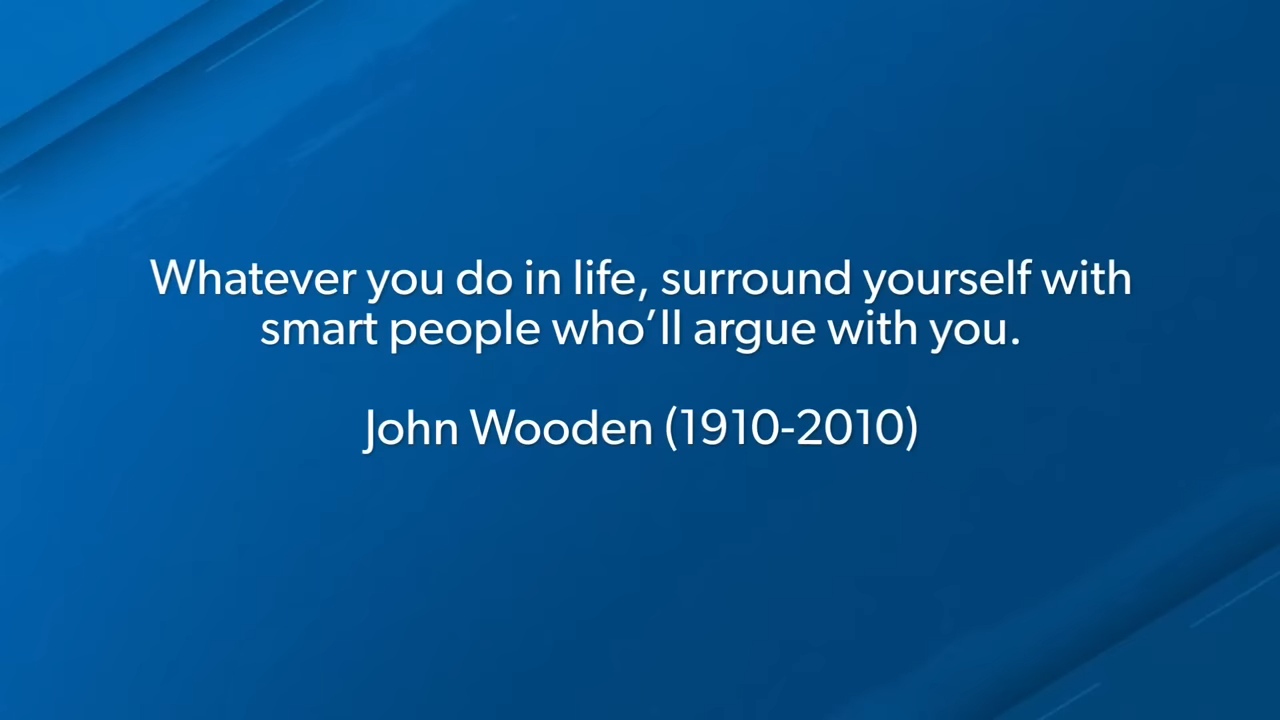 Whatever you do in life, surround yourself with
smart people who’ll argue with you.
John Wooden (1910-2010)